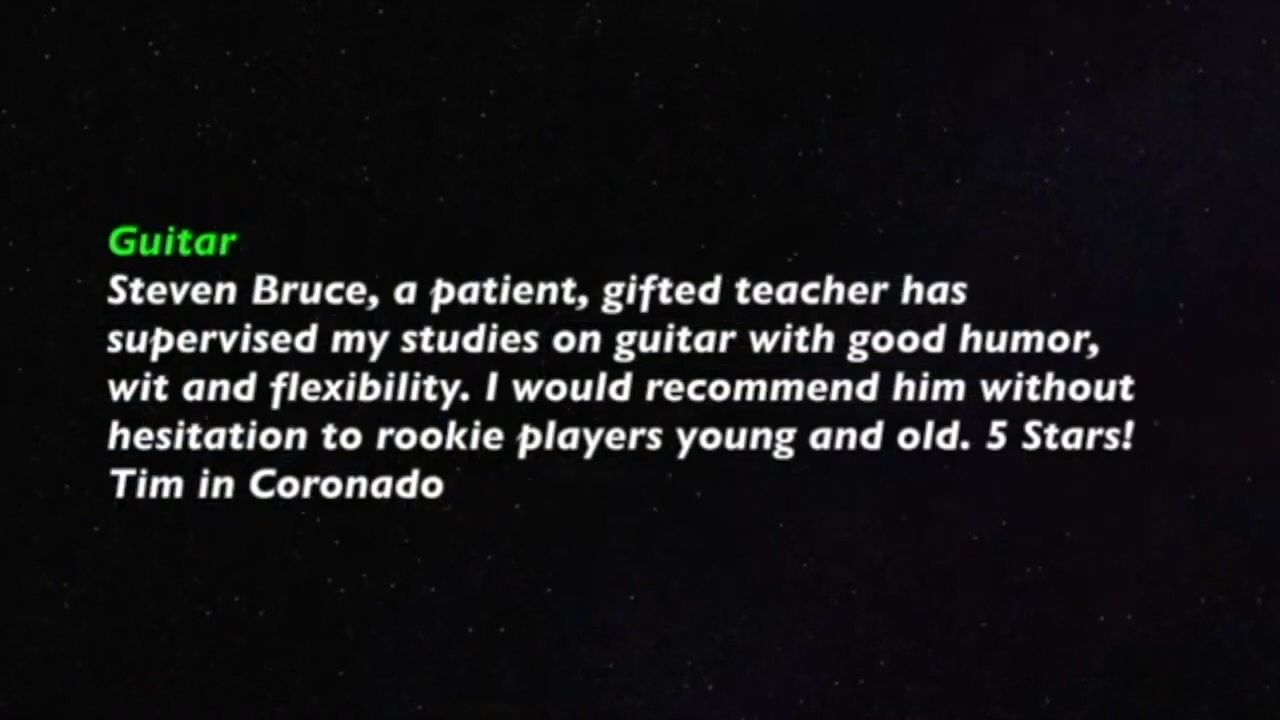 Guitar
Steven Bruce, a patient, gifted teacher has
supervised my studies on guitar with good humor,
wit and flexibility. I would recommend him without
hesitation to rookie players young and old. 5 Stars!
Tim in Coronado